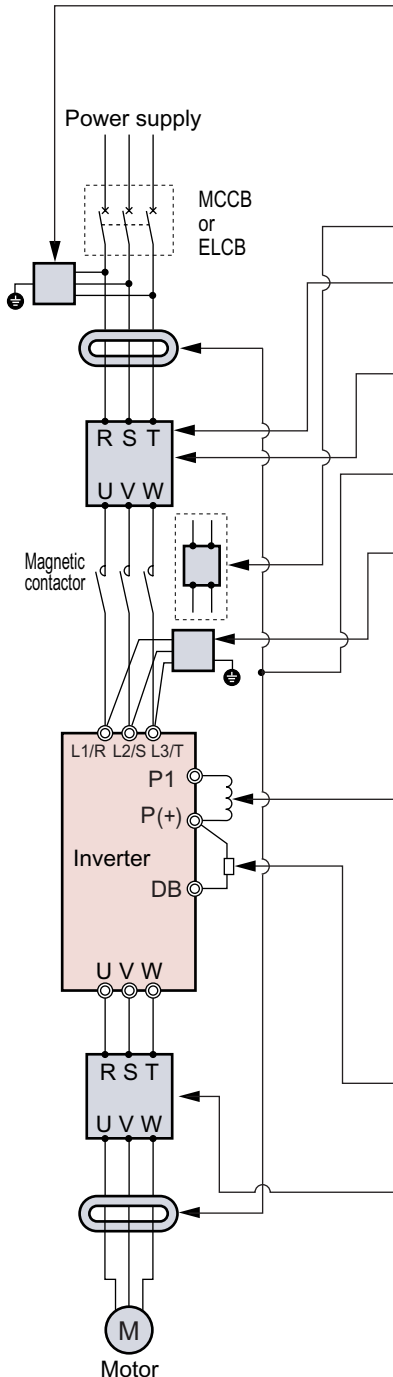 Power supply
MCCB
or
ELCB
R S T
U V W
Magnetic
contactor
L1/R L2/S L3/T
P1
P(+)
Inverter
DB
U V W
R S T
U V W
M
Motor